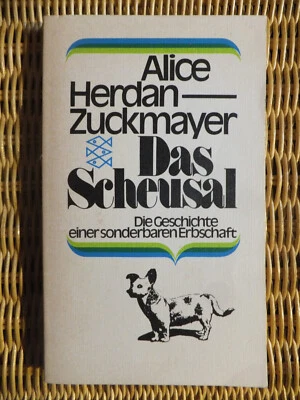 Alice
Herdan—
Zuckmayer
Das
Scheusal
Die Geschichte
einer sonderbaren Erbschaft